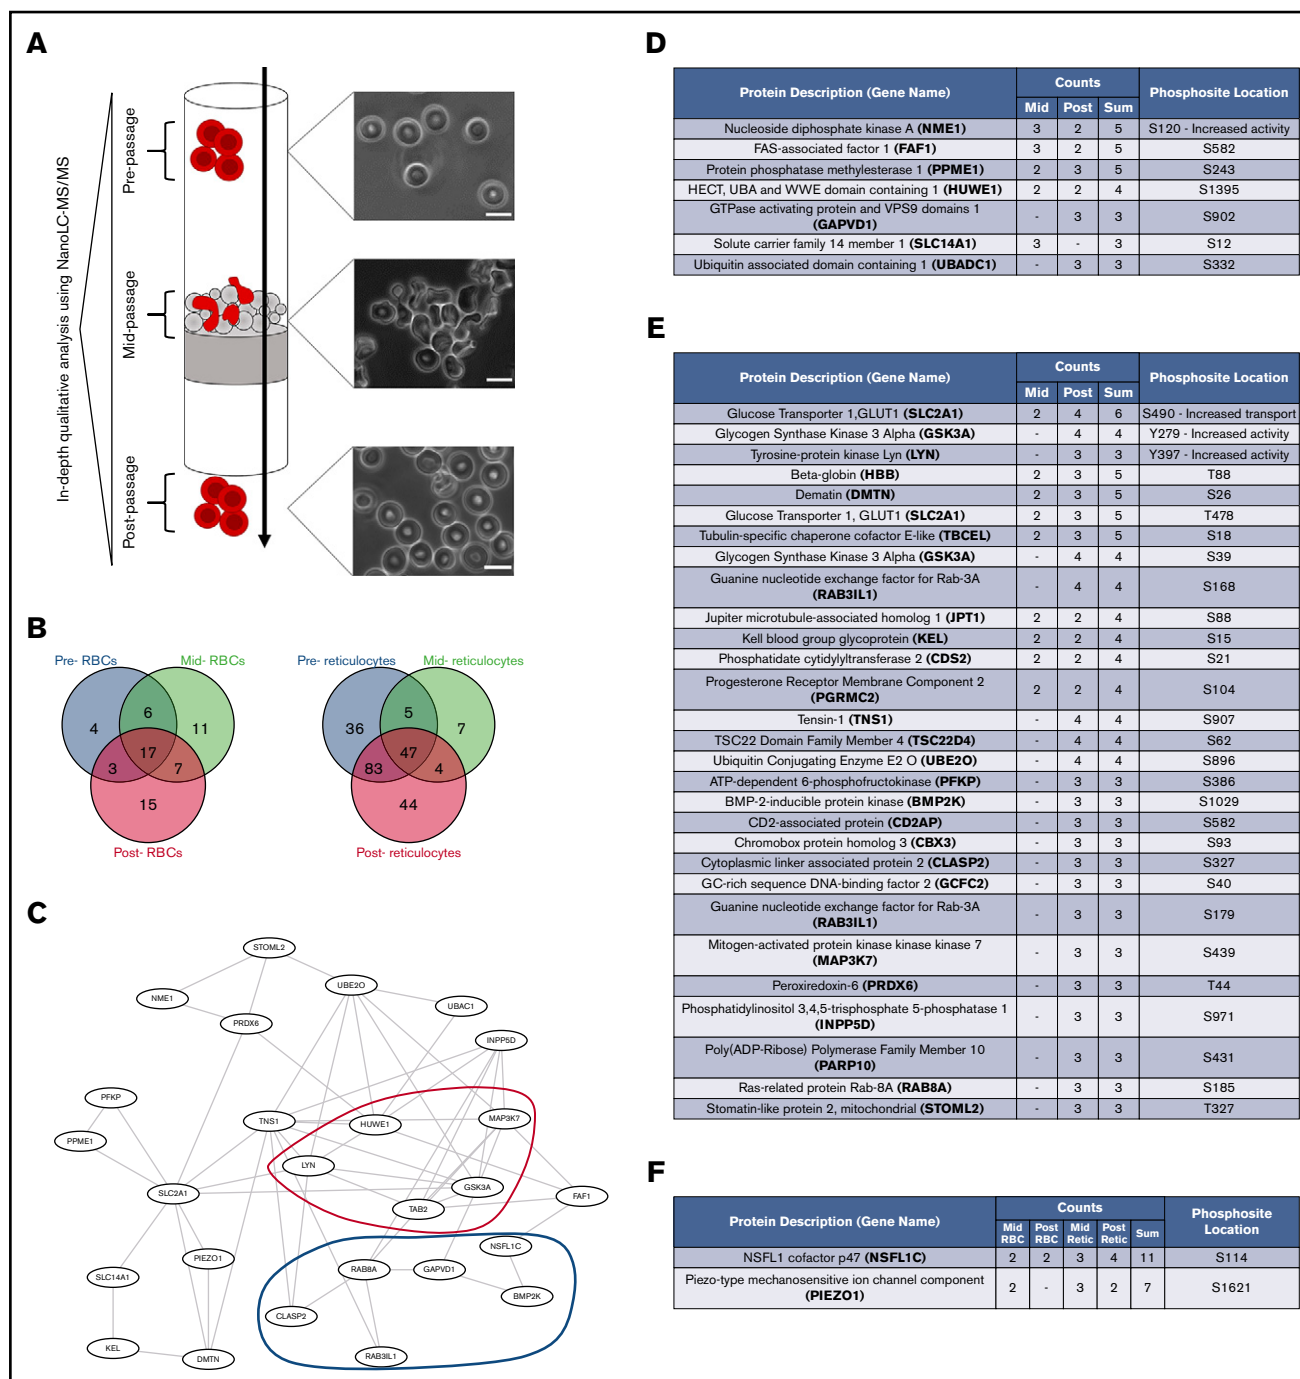 A
In-depth qualitative analysis using NanoLC-MS/MS
Pre-passage
Mid-passage
Post-passage
B
Pre- RBCs
Mid- RBCs
4
6
11
17
3
7
15
Post- RBCs
Pre- reticulocytes
Mid- reticulocytes
36
5
7
47
83
4
44
Post- reticulocytes
C
STOML2
UBE2O
NME1
UBAC1
PRDX6
INPP5D
PFKP
TNS1
HUWE1
MAP3K7
PPME1
LYN
SLC2A1
GSK3A
FAF1
TAB2
NSFL1C
PIEZO1
RAB8A
GAPVD1
SLC14A1
BMP2K
CLASP2
KEL
DMTN
RAB3IL1
D
Protein Description (Gene Name) Counts Phosphosite Location
Mid Post Sum
Nucleoside diphosphate kinase A (NME1) 3 2 5 S120 - Increased activity
FAS-associated factor 1 (FAF1) 3 2 5 S582
Protein phosphatase methylesterase 1 (PPME1) 2 3 5 S243
HECT, UBA and WWE domain containing 1 (HUWE1) 2 2 4 S1395
GTPase activating protein and VPS9 domains 1
(GAPVD1) - 3 3 S902
Solute carrier family 14 member 1 (SLC14A1) 3 - 3 S12
Ubiquitin associated domain containing 1 (UBADC1) - 3 3 S332
E
Protein Description (Gene Name) Counts Phosphosite Location
Mid Post Sum
Glucose Transporter 1,GLUT1 (SLC2A1) 2 4 6 S490 - Increased transport
Glycogen Synthase Kinase 3 Alpha (GSK3A) - 4 4 Y279 - Increased activity
Tyrosine-protein kinase Lyn (LYN) - 3 3 Y397 - Increased activity
Beta-globin (HBB) 2 3 5 T88
Dematin (DMTN) 2 3 5 S26
Glucose Transporter 1, GLUT1 (SLC2A1) 2 3 5 T478
Tubulin-specific chaperone cofactor E-like (TBCEL) 2 3 5 S18
Glycogen Synthase Kinase 3 Alpha (GSK3A) - 4 4 S39
Guanine nucleotide exchange factor for Rab-3A
(RAB3IL1) - 4 4 S168
Jupiter microtubule-associated homolog 1 (JPT1) 2 2 4 S88
Kell blood group glycoprotein (KEL) 2 2 4 S15
Phosphatidate cytidylyltransferase 2 (CDS2) 2 2 4 S21
Progesterone Receptor Membrane Component 2
(PGRMC2) 2 2 4 S104
Tensin-1 (TNS1) - 4 4 S907
TSC22 Domain Family Member 4 (TSC22D4) - 4 4 S62
Ubiquitin Conjugating Enzyme E2 O (UBE2O) - 4 4 S896
ATP-dependent 6-phosphofructokinase (PFKP) - 3 3 S386
BMP-2-inducible protein kinase (BMP2K) - 3 3 S1029
CD2-associated protein (CD2AP) - 3 3 S582
Chromobox protein homolog 3 (CBX3) - 3 3 S93
Cytoplasmic linker associated protein 2 (CLASP2) - 3 3 S327
GC-rich sequence DNA-binding factor 2 (GCFC2) - 3 3 S40
Guanine nucleotide exchange factor for Rab-3A
(RAB3IL1) - 3 3 S179
Mitogen-activated protein kinase kinase kinase 7
(MAP3K7) - 3 3 S439
Peroxiredoxin-6 (PRDX6) - 3 3 T44
Phosphatidylinositol 3,4,5-trisphosphate 5-phosphatase 1
(INPP5D) - 3 3 S971
Poly(ADP-Ribose) Polymerase Family Member 10
(PARP10) - 3 3 S431
Ras-related protein Rab-8A (RAB8A) - 3 3 S185
Stomatin-like protein 2, mitochondrial (STOML2) - 3 3 T327
F
Protein Description (Gene Name) Counts Phosphosite Location
Mid RBC Post RBC Mid Retic Post Retic Sum
NSFL1 cofactor p47 (NSFL1C) 2 2 3 4 11 S114
Piezo-type mechanosensitive ion channel component
(PIEZO1) 2 - 3 2 7 S1621